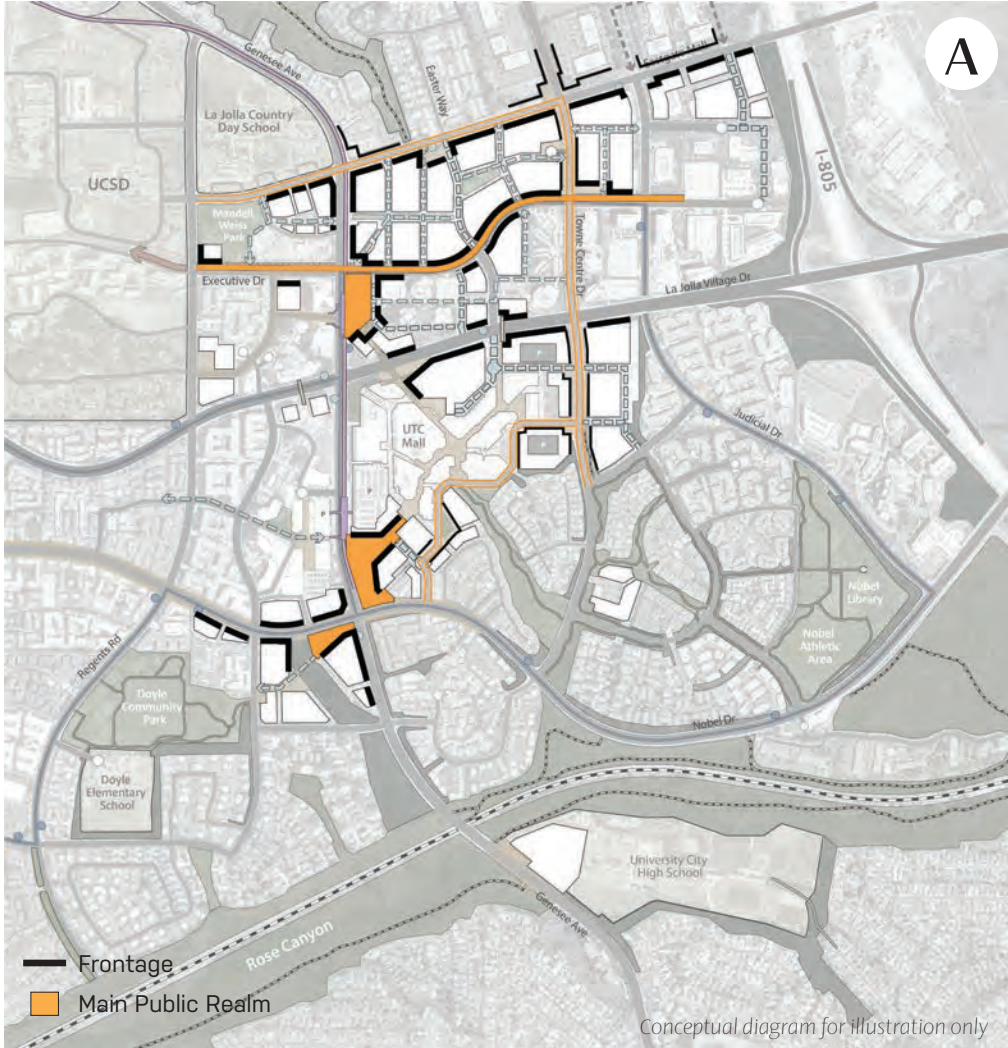 A
Genesee Ave
Easter Way
La Jolla Country
Day School
UCSD
I-805
Mandell
Weiss
Park
Executive Dr
Towne Centre Dr
La Jolla Village Dr
P
UTC
Mall
P
Judicial Dr
P
P
Nobel
Library
Nobel
Athletic
Area
Regents Rd
Doyle
Community
Park
Nobel Dr
Doyle
Elementary
School
University City
High School
Genesee Ave
Rose Canyon
Frontage
Main Public Realm
Conceptual diagram for illustration only